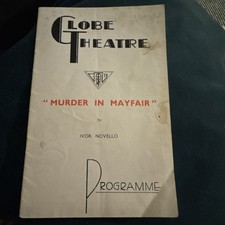 GLOBE
THEATRE
"MURDER IN MAYFAIR"
by
IVOR NOVELLO
PROGRAMME